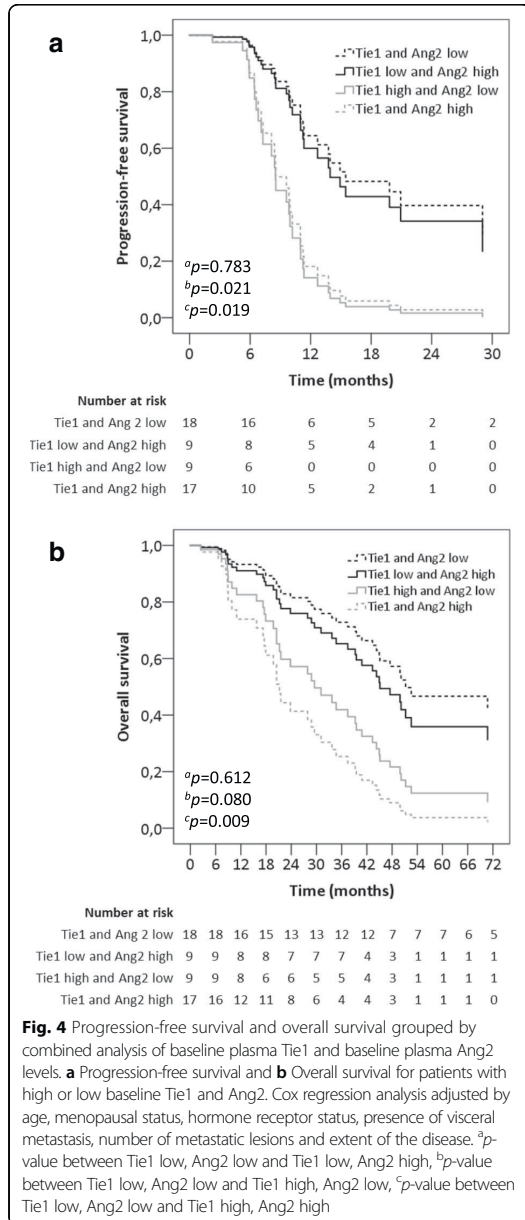 a
1,0
0,8
0,6
0,4
0,2
0,0
Progression-free survival
Tie1 and Ang2 low
Tie1 low and Ang2 high
Tie1 high and Ang2 low
Tie1 and Ang2 high
ᵃp=0.783
ᵇp=0.021
ᶜp=0.019
0 6 12 18 24 30
Time (months)
Number at risk
Tie1 and Ang 2 low 18 16 6 5 2 2
Tie1 low and Ang2 high 9 8 5 4 1 0
Tie1 high and Ang2 low 9 6 0 0 0 0
Tie1 and Ang2 high 17 10 5 2 1 0
b
1,0
0,8
0,6
0,4
0,2
0,0
Overall survival
Tie1 and Ang2 low
Tie1 low and Ang2 high
Tie1 high and Ang2 low
Tie1 and Ang2 high
ᵃp=0.612
ᵇp=0.080
ᶜp=0.009
0 6 12 18 24 30 36 42 48 54 60 66 72
Time (months)
Number at risk
Tie1 and Ang 2 low 18 18 16 15 13 13 12 12 7 7 7 6 5
Tie1 low and Ang2 high 9 9 8 8 7 7 7 4 3 1 1 1 1
Tie1 high and Ang2 low 9 9 8 6 6 5 5 4 3 1 1 1 1
Tie1 and Ang2 high 17 16 12 11 8 6 4 4 3 1 1 1 0
Fig. 4 Progression-free survival and overall survival grouped by
combined analysis of baseline plasma Tie1 and baseline plasma Ang2
levels. a Progression-free survival and b Overall survival for patients with
high or low baseline Tie1 and Ang2. Cox regression analysis adjusted by
age, menopausal status, hormone receptor status, presence of visceral
metastasis, number of metastatic lesions and extent of the disease. ᵃp-
value between Tie1 low, Ang2 low and Tie1 low, Ang2 high, ᵇp-value
between Tie1 low, Ang2 low and Tie1 high, Ang2 low, ᶜp-value between
Tie1 low, Ang2 low and Tie1 high, Ang2 high